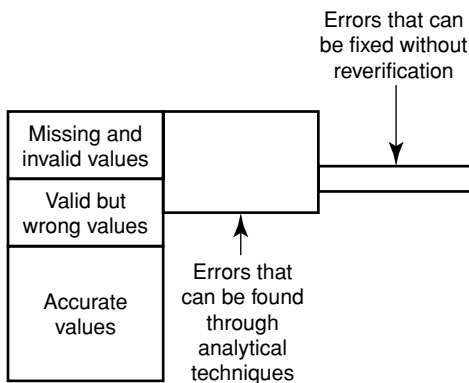 Errors that can
be fixed without
reverification
Missing and
invalid values
Valid but
wrong values
Accurate
values
Errors that
can be found
through
analytical
techniques